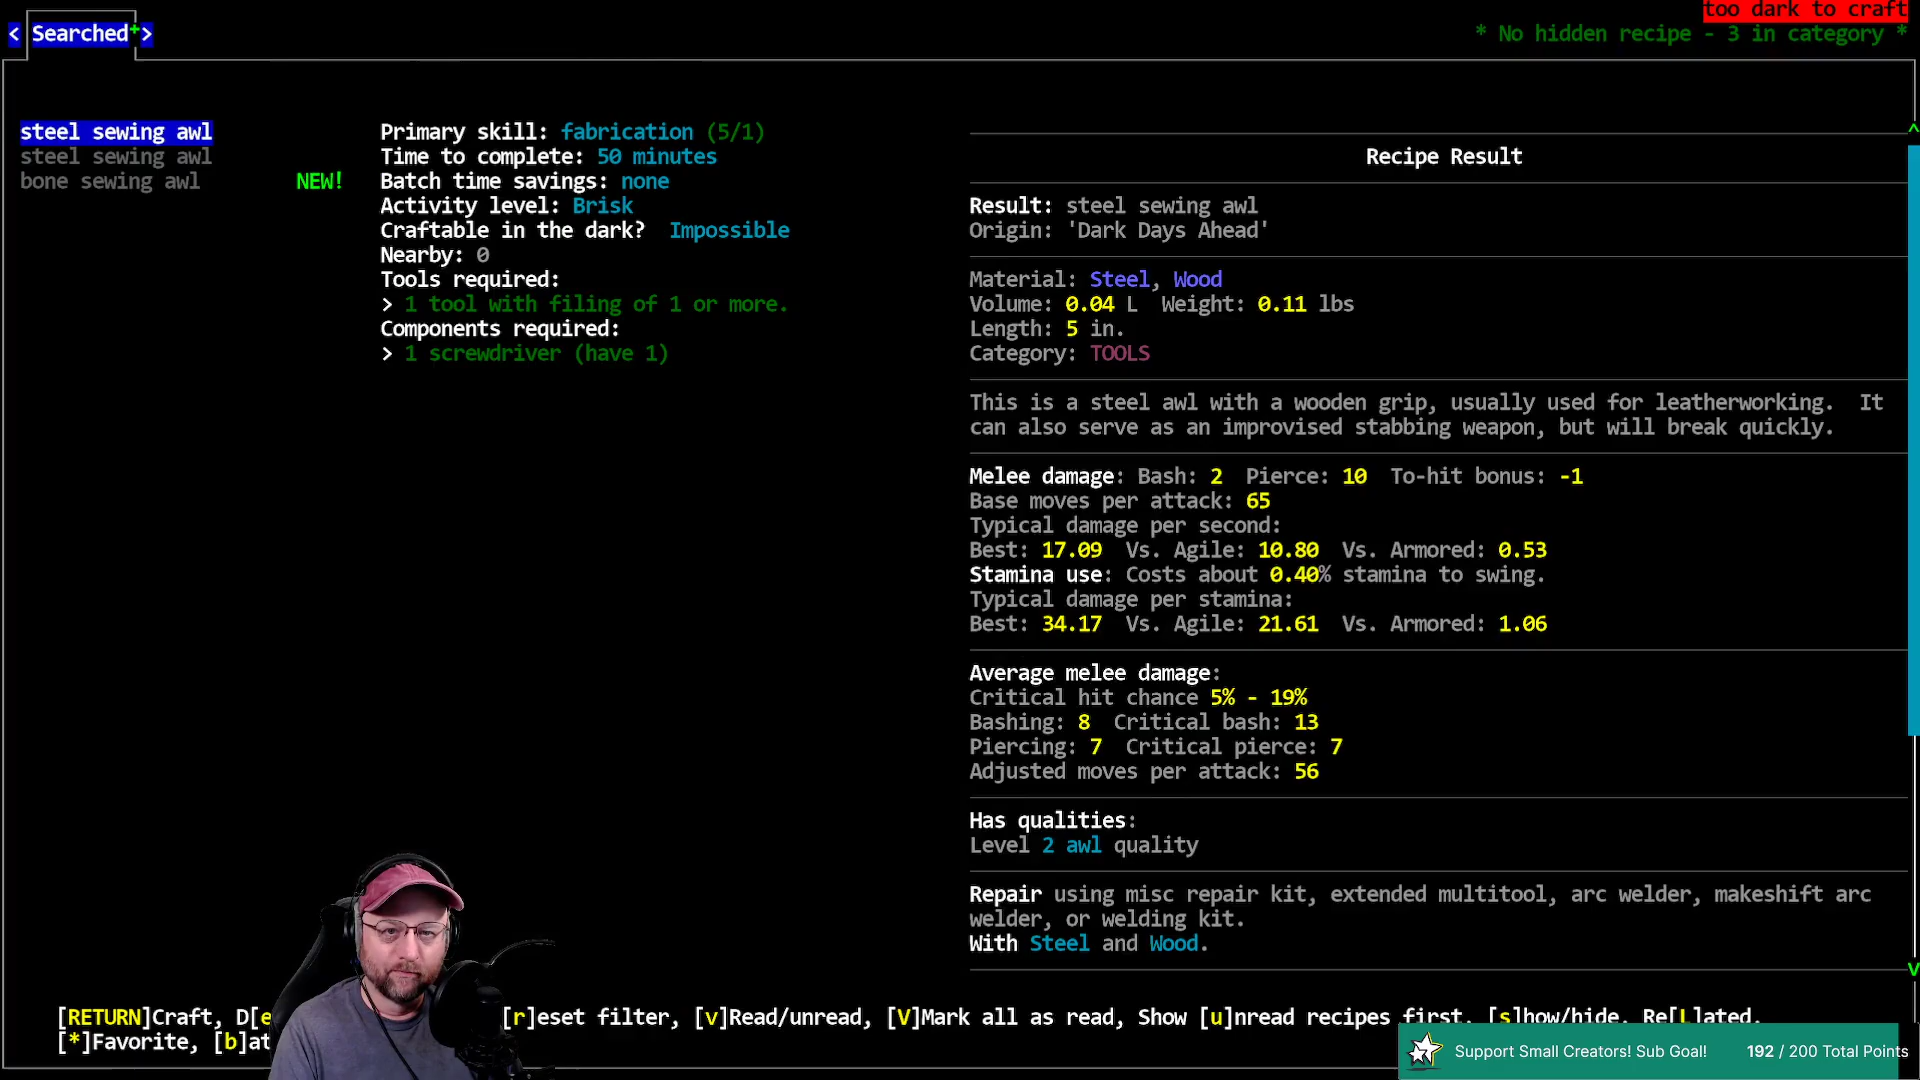 too dark to craft
< Searched+>
* No hidden recipe - 3 in category *
steel sewing awl
steel sewing awl
bone sewing awl NEW!
Primary skill: fabrication (5/1)
Time to complete: 50 minutes
Batch time savings: none
Activity level: Brisk
Craftable in the dark? Impossible
Nearby: 0
Tools required:
> 1 tool with filing of 1 or more.
Components required:
> 1 screwdriver (have 1)
Recipe Result
Result: steel sewing awl
Origin: 'Dark Days Ahead'
Material: Steel, Wood
Volume: 0.04 L Weight: 0.11 lbs
Length: 5 in.
Category: TOOLS
This is a steel awl with a wooden grip, usually used for leatherworking. It
can also serve as an improvised stabbing weapon, but will break quickly.
Melee damage: Bash: 2 Pierce: 10 To-hit bonus: -1
Base moves per attack: 65
Typical damage per second:
Best: 17.09 Vs. Agile: 10.80 Vs. Armored: 0.53
Stamina use: Costs about 0.40% stamina to swing.
Typical damage per stamina:
Best: 34.17 Vs. Agile: 21.61 Vs. Armored: 1.06
Average melee damage:
Critical hit chance 5% - 19%
Bashing: 8 Critical bash: 13
Piercing: 7 Critical pierce: 7
Adjusted moves per attack: 56
Has qualities:
Level 2 awl quality
Repair using misc repair kit, extended multitool, arc welder, makeshift arc
welder, or welding kit.
With Steel and Wood.
[RETURN]Craft, D[e [r]eset filter, [v]Read/unread, [V]Mark all as read, Show [u]nread recipes first, [s]how/hide, Re[L]ated,
[*]Favorite, [b]at
Support Small Creators! Sub Goal! 192 / 200 Total Points